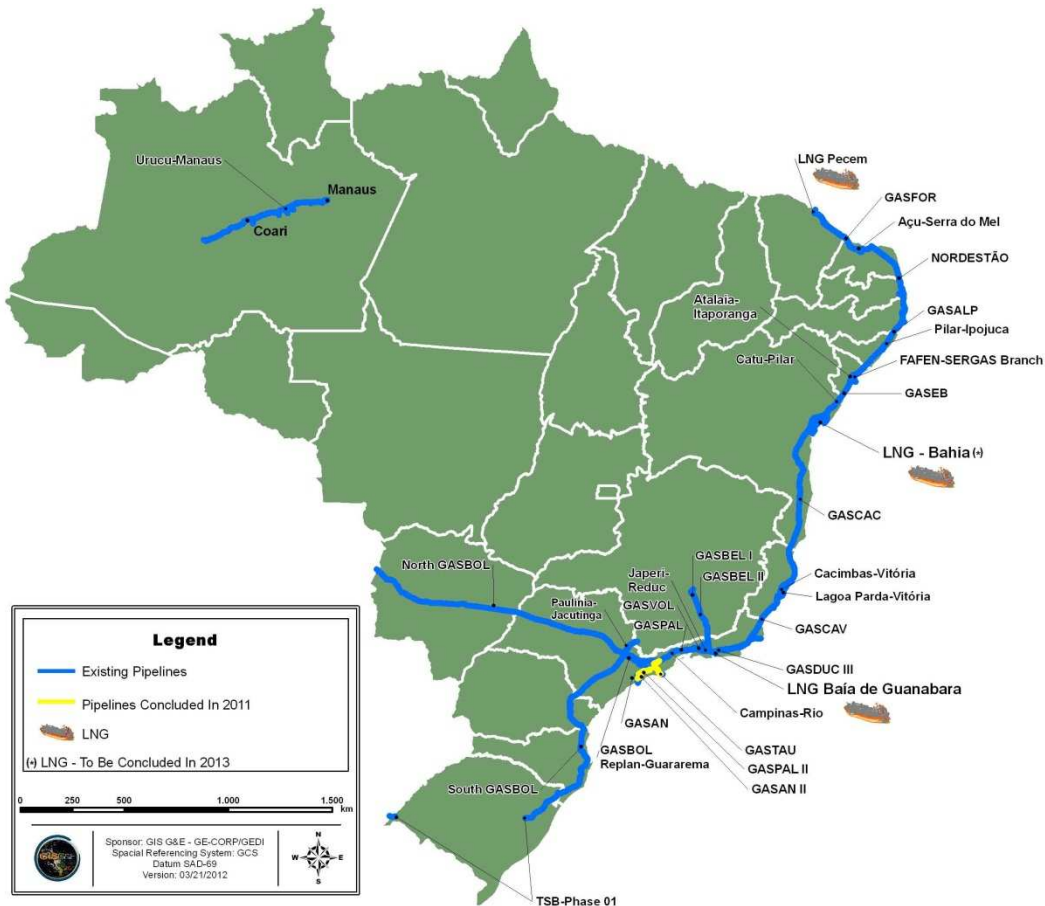 Urucu-Manaus
Manaus
Coari
LNG Pecem
GASFOR
Açu-Serra do Mel
NORDESTÃO
Atalaia-
Itaporanga
GASALP
Pilar-Ipojuca
Catu-Pilar
FAFEN-SERGAS Branch
GASEB
LNG - Bahia (*)
GASCAC
North GASBOL
GASBEL I
GASBEL II
Japeri-
Reduc
GASVOL
GASPAL
Paulínia-
Jacutinga
Cacimbas-Vitória
Lagoa Parda-Vitória
GASCAV
GASDUC III
LNG Baía de Guanabara
Campinas-Rio
GASAN
GASBOL
Replan-Guararema
GASTAU
GASPAL II
GASAN II
South GASBOL
TSB-Phase 01
Legend
Existing Pipelines
Pipelines Concluded In 2011
LNG
(*) LNG - To Be Concluded In 2013
0 250 500 1.000 1.500
km
Sponsor: GIS G&E - GE-CORP/GEDI
Spacial Referencing System: GCS
Datum SAD-69
Version: 03/21/2012
N
W E
S